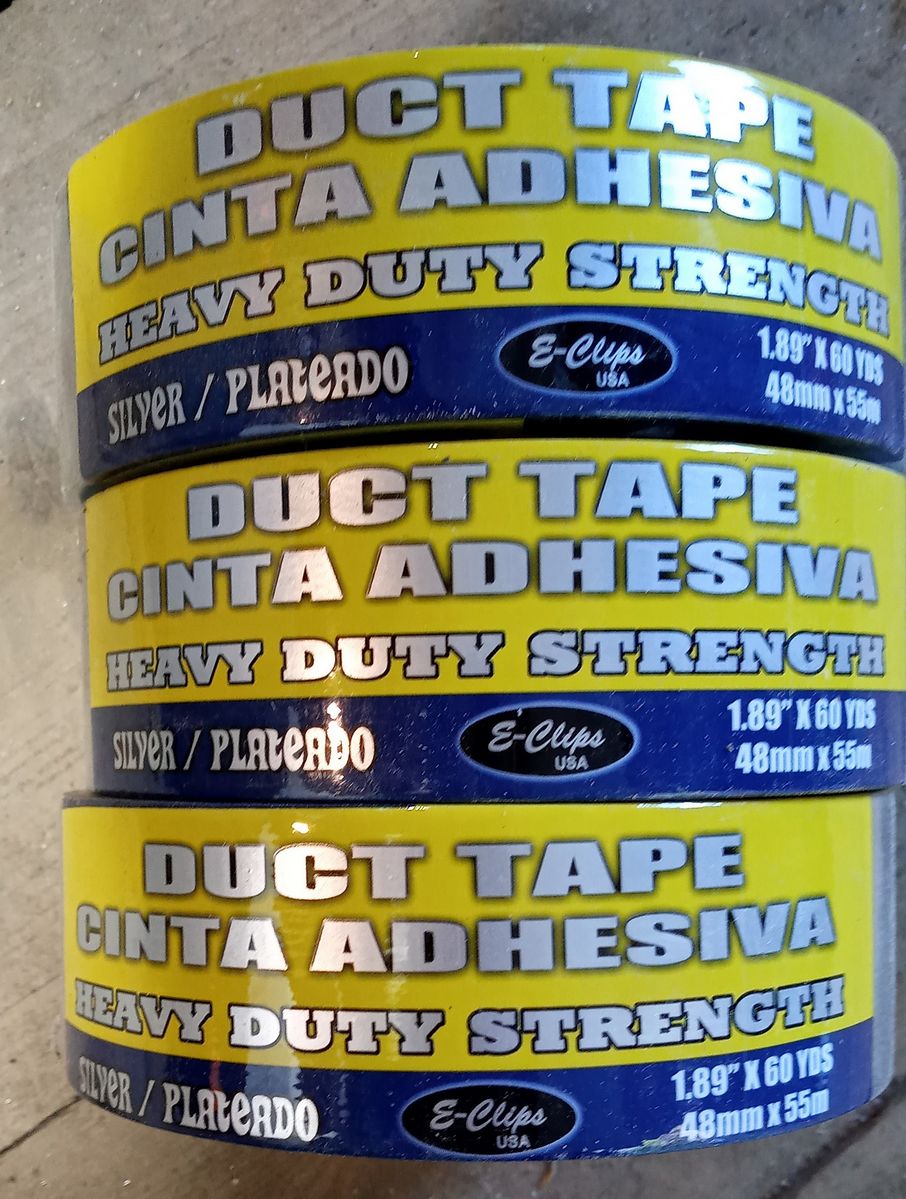 DUCT TAPE
CINTA ADHESIVA
HEAVY DUTY STRENGTH
SILVER / PLATEADO
E-Clips
USA
1.89" X 60 YDS
48mm x 55m
DUCT TAPE
CINTA ADHESIVA
HEAVY DUTY STRENGTH
SILVER / PLATEADO
E-Clips
USA
1.89" X 60 YDS
48mm x 55m
DUCT TAPE
CINTA ADHESIVA
HEAVY DUTY STRENGTH
SILVER / PLATEADO
E-Clips
USA
1.89" X 60 YDS
48mm x 55m